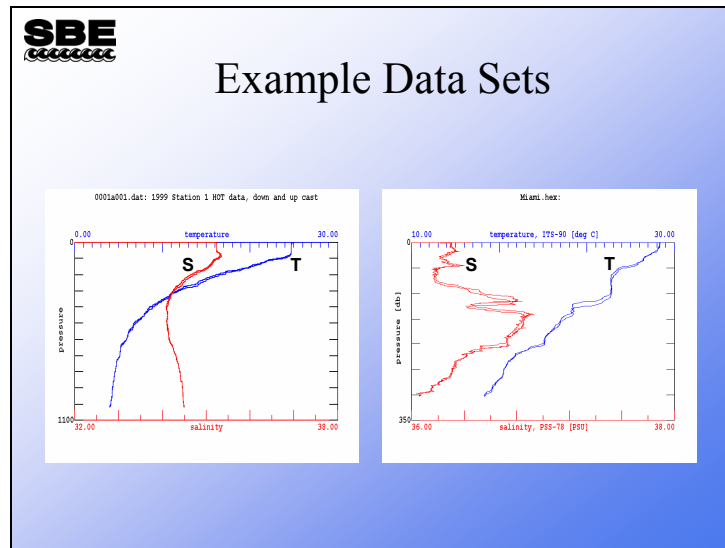 SBE
Example Data Sets
0001a001.dat: 1999 Station 1 HOT data, down and up cast
0.00 temperature 30.00
0
S
T
pressure
1100
32.00 salinity 38.00
Miami.hex:
10.00 temperature, ITS-90 [deg C] 30.00
0
S
T
pressure [db]
350
36.00 salinity, PSS-78 [PSU] 38.00